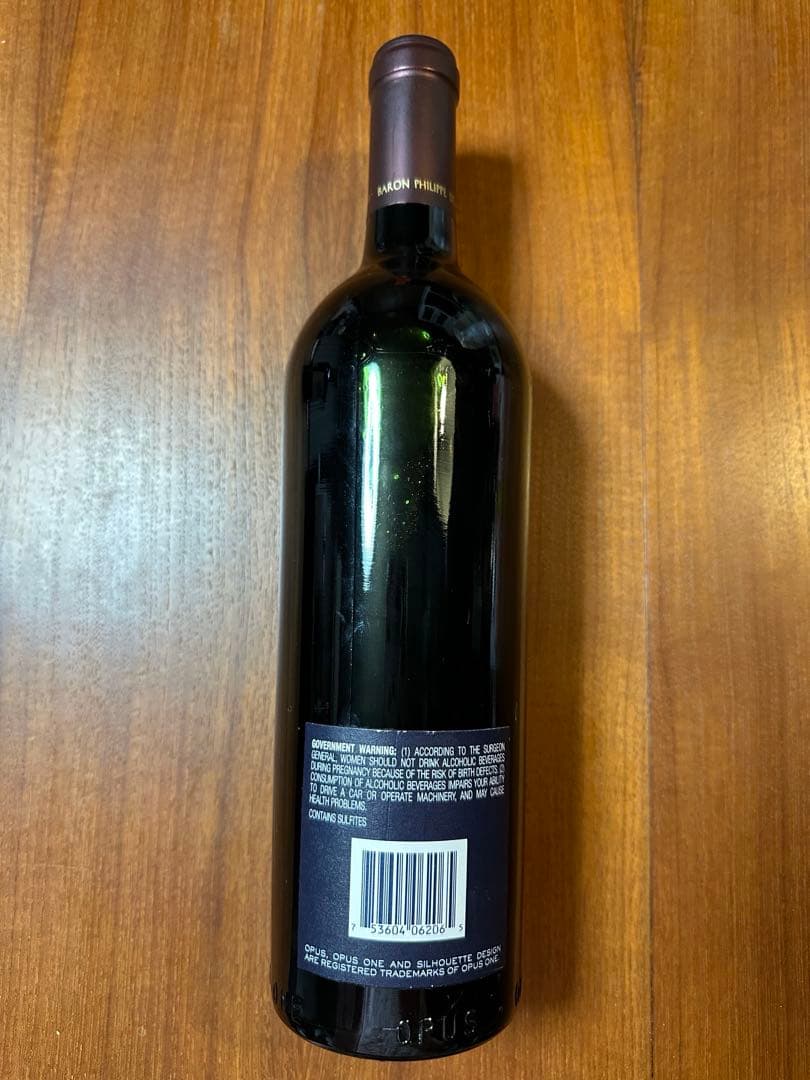 BARON PHILIPPE
GOVERNMENT WARNING: (1) ACCORDING TO THE SURGEON
GENERAL, WOMEN SHOULD NOT DRINK ALCOHOLIC BEVERAGES
DURING PREGNANCY BECAUSE OF THE RISK OF BIRTH DEFECTS. (2)
CONSUMPTION OF ALCOHOLIC BEVERAGES IMPAIRS YOUR ABILITY
TO DRIVE A CAR OR OPERATE MACHINERY, AND MAY CAUSE
HEALTH PROBLEMS.
CONTAINS SULFITES
7 53604 06206 5
OPUS, OPUS ONE AND SILHOUETTE DESIGN
ARE REGISTERED TRADEMARKS OF OPUS ONE.
OPUS